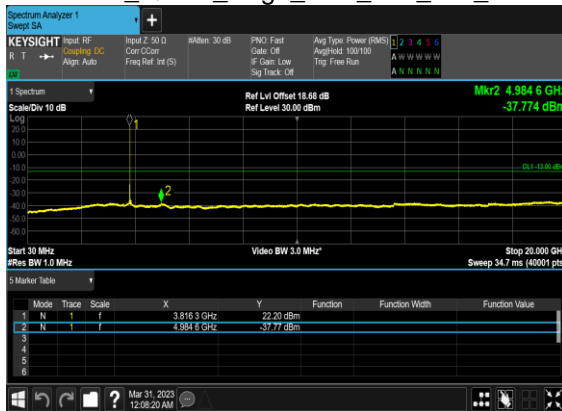 Spectrum Analyzer 1
Swept SA
+
KEYSIGHT Input: RF Input Z: 50 Ω #Atten: 30 dB PNO: Fast Avg Type: Power (RMS) 1 2 3 4 5 6
R T Coupling: DC Corr CCorr Gate: Off Avg|Hold: 100/100 A W W W W W
Align: Auto Freq Ref: Int (S) IF Gain: Low Trig: Free Run
Sig Track: Off A N N N N N
1 Spectrum Ref Lvl Offset 18.68 dB Mkr2 4.984 6 GHz
Scale/Div 10 dB Ref Level 30.00 dBm -37.774 dBm
Log
20.0
10.0
0.00
-10.0
DL1 -13.00 dBm
-20.0
-30.0
-40.0
-50.0
-60.0
1
2
Start 30 MHz Video BW 3.0 MHz* Stop 20.000 GH
#Res BW 1.0 MHz Sweep 34.7 ms (40001 pts
5 Marker Table
Mode Trace Scale X Y Function Function Width Function Value
1 N 1 f 3.816 3 GHz 22.20 dBm
2 N 1 f 4.984 6 GHz -37.77 dBm
3
4
5
6
? Mar 31, 2023
12:08:20 AM